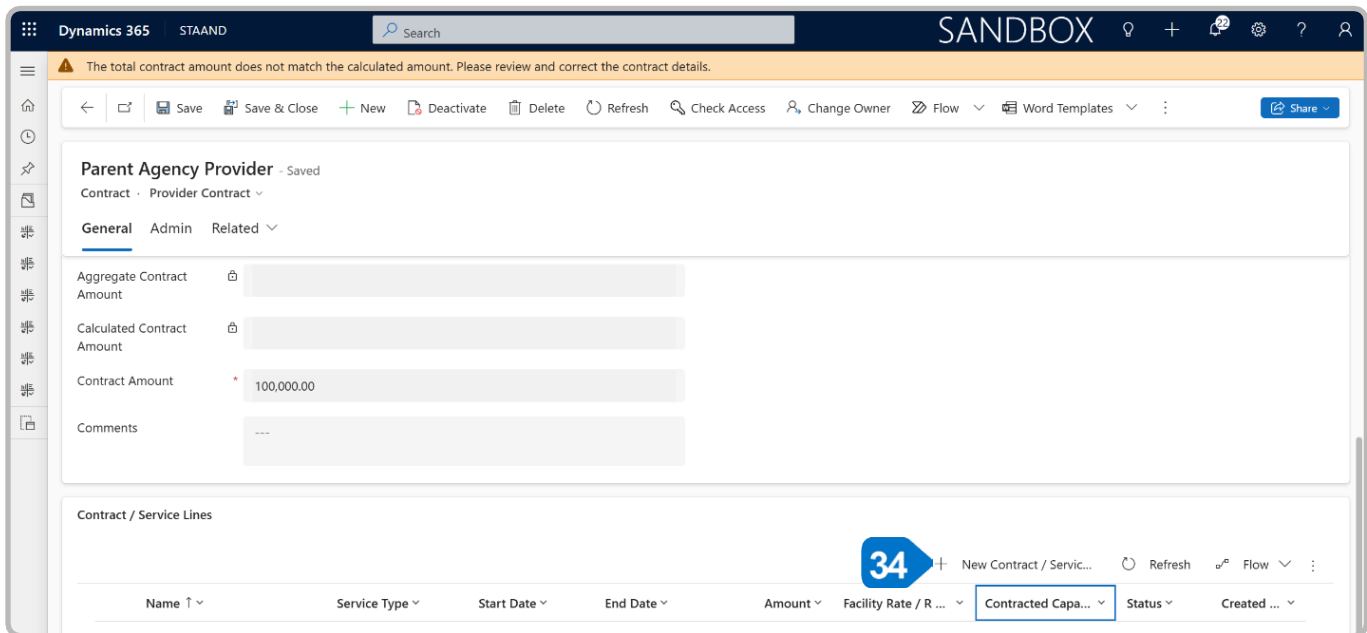 Dynamics 365 STAAND Search SANDBOX 22
The total contract amount does not match the calculated amount. Please review and correct the contract details.
Save Save & Close New Deactivate Delete Refresh Check Access Change Owner Flow Word Templates Share
Parent Agency Provider - Saved
Contract · Provider Contract
General Admin Related
Aggregate Contract
Amount
Calculated Contract
Amount
Contract Amount * 100,000.00
Comments ---
Contract / Service Lines
34 New Contract / Servic... Refresh Flow
Name ↑ Service Type Start Date End Date Amount Facility Rate / R ... Contracted Capa... Status Created ...